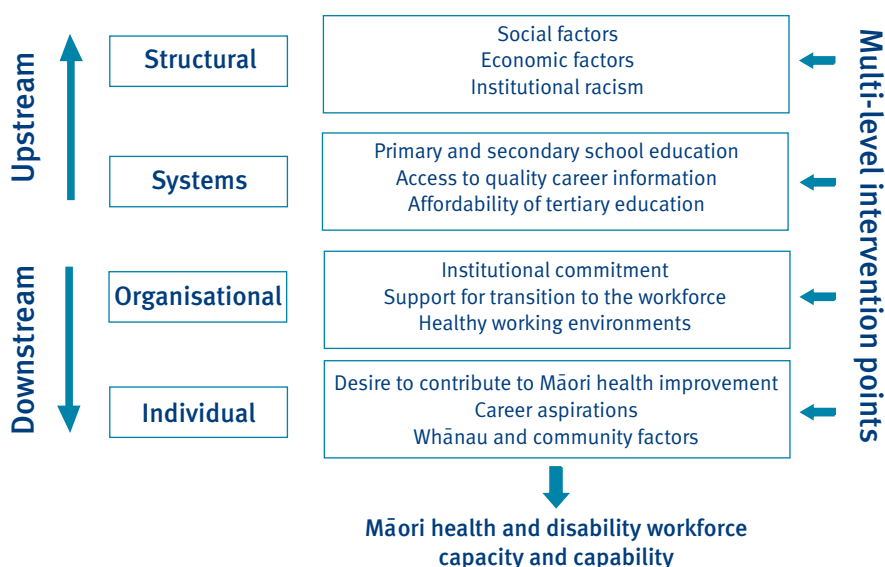 Upstream
Structural
Social factors
Economic factors
Institutional racism
Systems
Primary and secondary school education
Access to quality career information
Affordability of tertiary education
Downstream
Organisational
Institutional commitment
Support for transition to the workforce
Healthy working environments
Individual
Desire to contribute to Māori health improvement
Career aspirations
Whānau and community factors
Multi-level intervention points
Māori health and disability workforce
capacity and capability